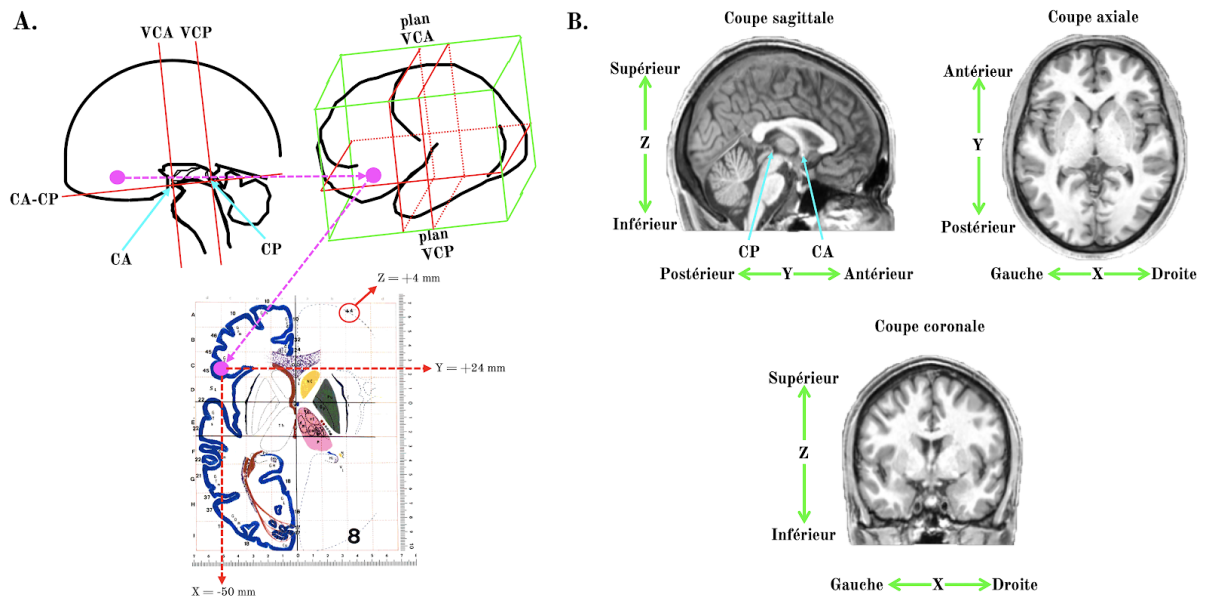 A.
VCA VCP
plan
VCA
CA-CP
CA
CP
plan
VCP
Z = +4 mm
Y = +24 mm
8
X = -50 mm
B.
Coupe sagittale
Supérieur
Z
Inférieur
CP
CA
Postérieur
Y
Antérieur
Coupe axiale
Antérieur
Y
Postérieur
Gauche
X
Droite
Coupe coronale
Supérieur
Z
Inférieur
Gauche
X
Droite